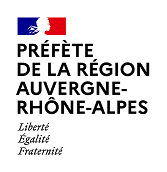 PRÉFÈTE
DE LA RÉGION
AUVERGNE-
RHÔNE-ALPES
Liberté
Égalité
Fraternité